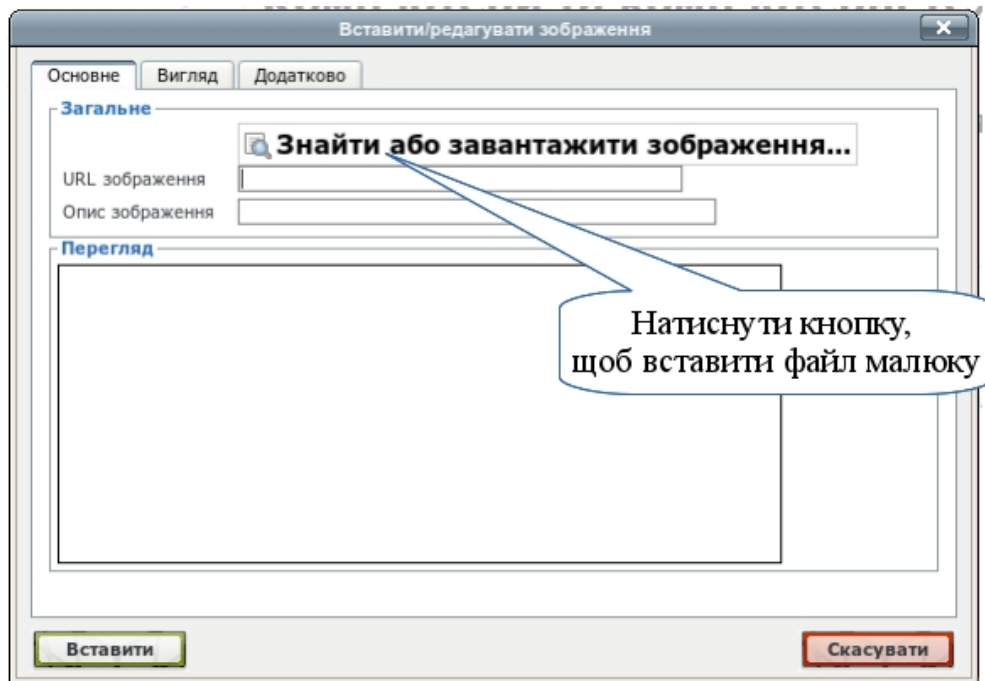 Вставити/редагувати зображення
Основне Вигляд Додатково
Загальне
Знайти або завантажити зображення...
URL зображення
Опис зображення
Перегляд
Натиснути кнопку,
щоб вставити файл малюку
Вставити Скасувати